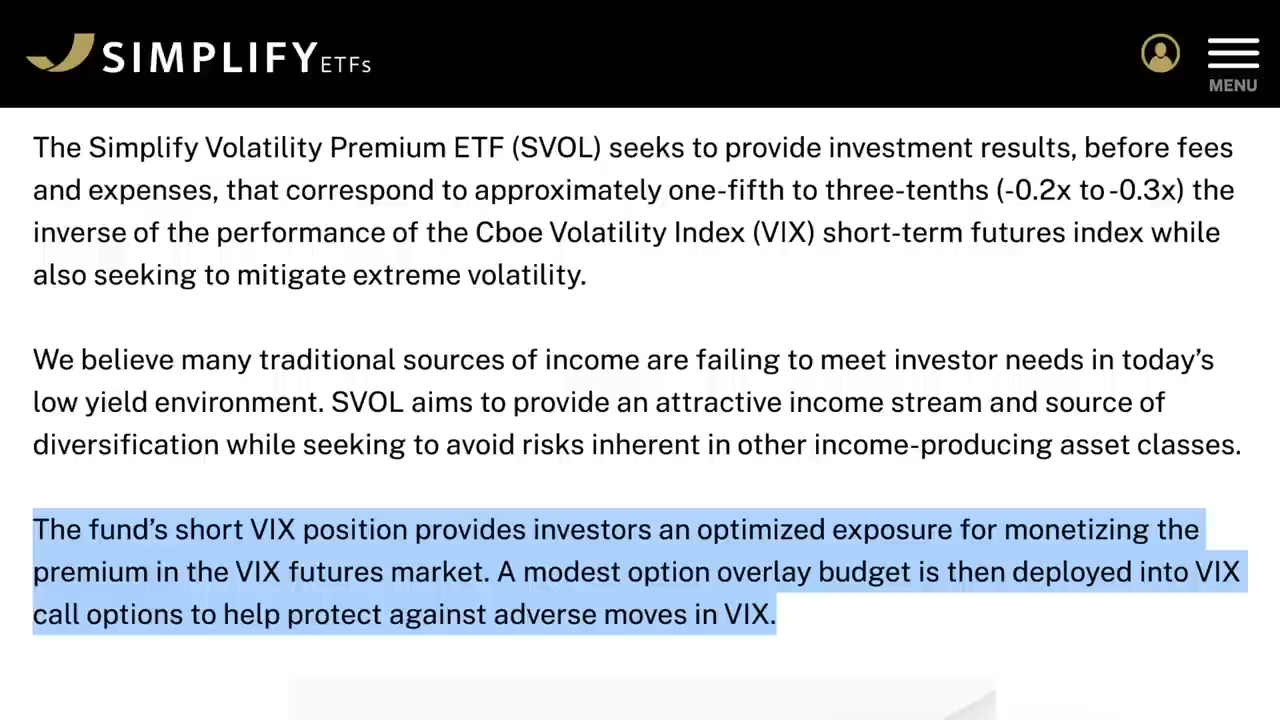 SIMPLIFY ETFs
MENU
The Simplify Volatility Premium ETF (SVOL) seeks to provide investment results, before fees
and expenses, that correspond to approximately one-fifth to three-tenths (-0.2x to -0.3x) the
inverse of the performance of the Cboe Volatility Index (VIX) short-term futures index while
also seeking to mitigate extreme volatility.
We believe many traditional sources of income are failing to meet investor needs in today’s
low yield environment. SVOL aims to provide an attractive income stream and source of
diversification while seeking to avoid risks inherent in other income-producing asset classes.
The fund’s short VIX position provides investors an optimized exposure for monetizing the
premium in the VIX futures market. A modest option overlay budget is then deployed into VIX
call options to help protect against adverse moves in VIX.